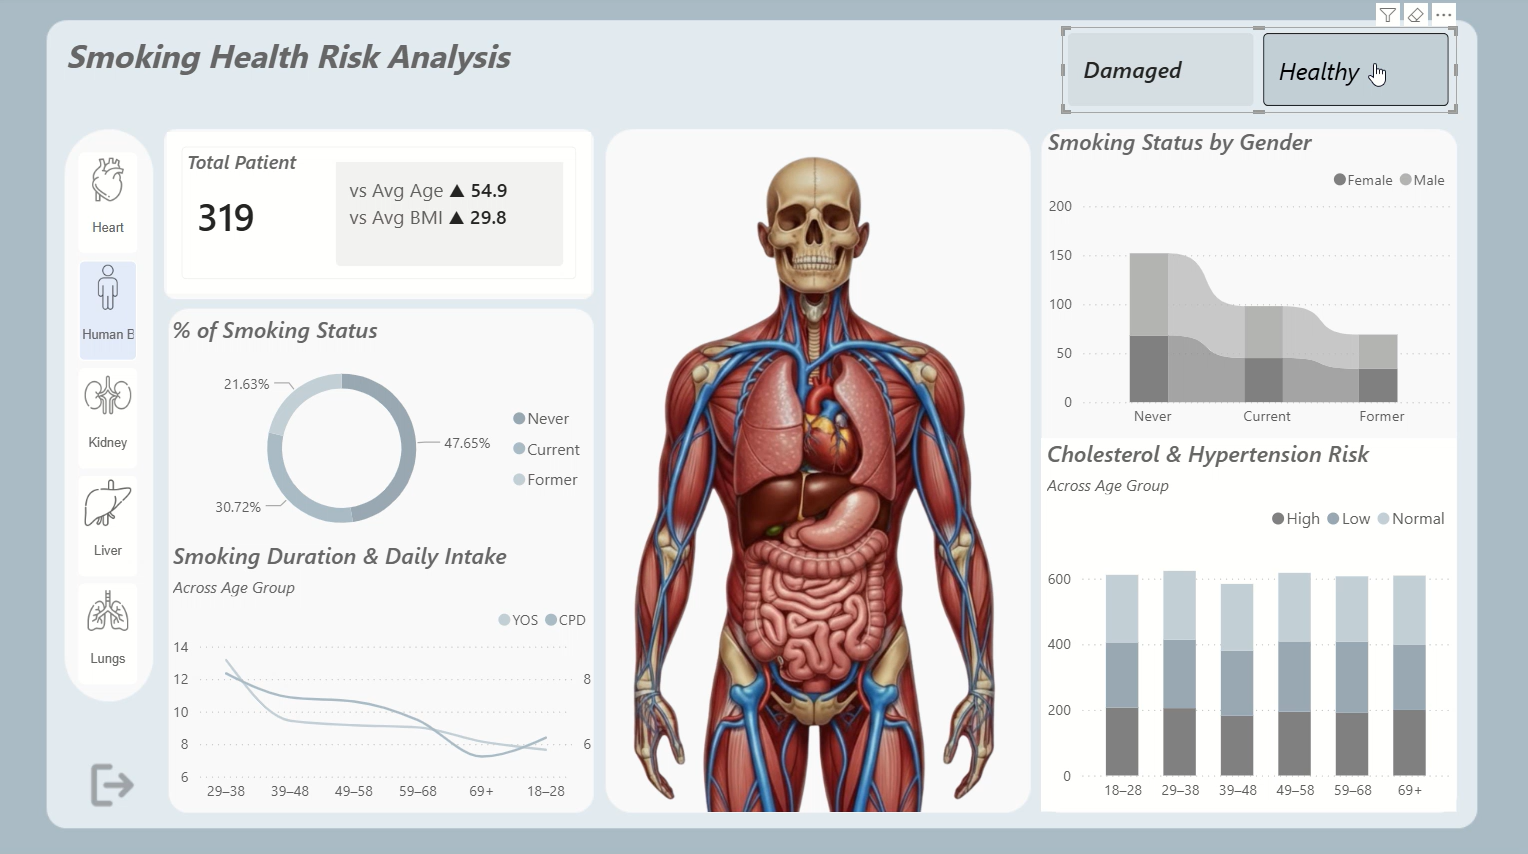 Smoking Health Risk Analysis
Damaged
Healthy
Heart
Human B
Kidney
Liver
Lungs
Total Patient
319
vs Avg Age ▲ 54.9
vs Avg BMI ▲ 29.8
% of Smoking Status
21.63%
47.65%
30.72%
Never
Current
Former
Smoking Duration & Daily Intake
Across Age Group
YOS CPD
14
12
10
8
6
8
6
29–38 39–48 49–58 59–68 69+ 18–28
Smoking Status by Gender
Female Male
200
150
100
50
0
Never Current Former
Cholesterol & Hypertension Risk
Across Age Group
High Low Normal
600
400
200
0
18–28 29–38 39–48 49–58 59–68 69+